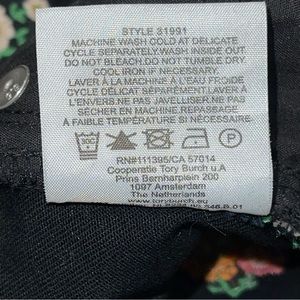 STYLE 31991
MACHINE WASH COLD AT DELICATE
CYCLE SEPARATELY.WASH INSIDE OUT
DO NOT BLEACH.DO NOT TUMBLE DRY
COOL IRON IF NECESSARY.
LAVER À LA MACHINE À L'EAU FROIDE
CYCLE DÉLICAT SÉPARÉMENT.LAVER À
L'ENVERS.NE PAS JAVELLISER.NE PAS
SÉCHER EN MACHINE.REPASSAGE
À FAIBLE TEMPÉRATURE SI NÉCESSAIRE.
30C
P
RN#111395/CA 57014
Cooperatie Tory Burch u.A
Prins Bernhardplein 200
1097 Amsterdam
The Netherlands
www.toryburch.com